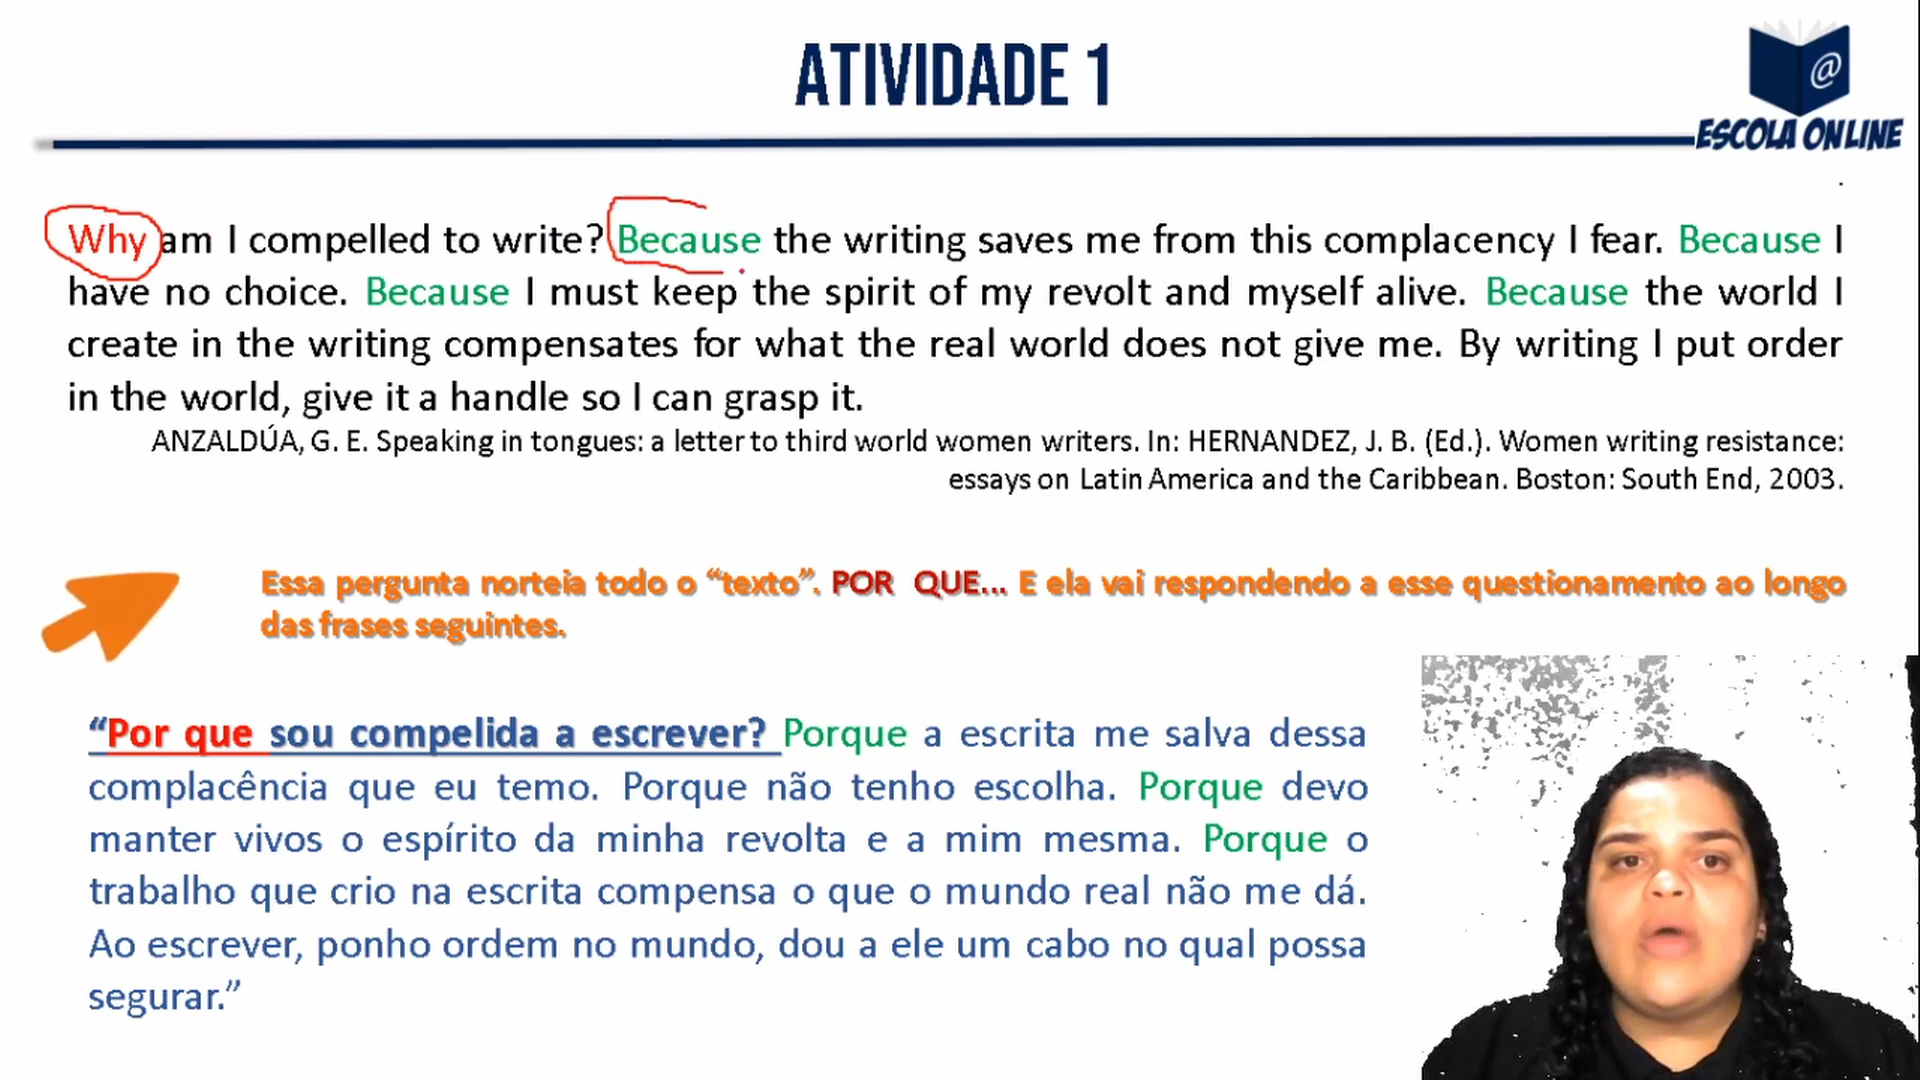 ATIVIDADE 1
@
ESCOLA ONLINE
Why am I compelled to write? Because the writing saves me from this complacency I fear. Because I
have no choice. Because I must keep the spirit of my revolt and myself alive. Because the world I
create in the writing compensates for what the real world does not give me. By writing I put order
in the world, give it a handle so I can grasp it.
ANZALDÚA, G. E. Speaking in tongues: a letter to third world women writers. In: HERNANDEZ, J. B. (Ed.). Women writing resistance:
essays on Latin America and the Caribbean. Boston: South End, 2003.
Essa pergunta norteia todo o “texto”. POR QUE... E ela vai respondendo a esse questionamento ao longo
das frases seguintes.
“Por que sou compelida a escrever? Porque a escrita me salva dessa
complacência que eu temo. Porque não tenho escolha. Porque devo
manter vivos o espírito da minha revolta e a mim mesma. Porque o
trabalho que crio na escrita compensa o que o mundo real não me dá.
Ao escrever, ponho ordem no mundo, dou a ele um cabo no qual possa
segurar.”